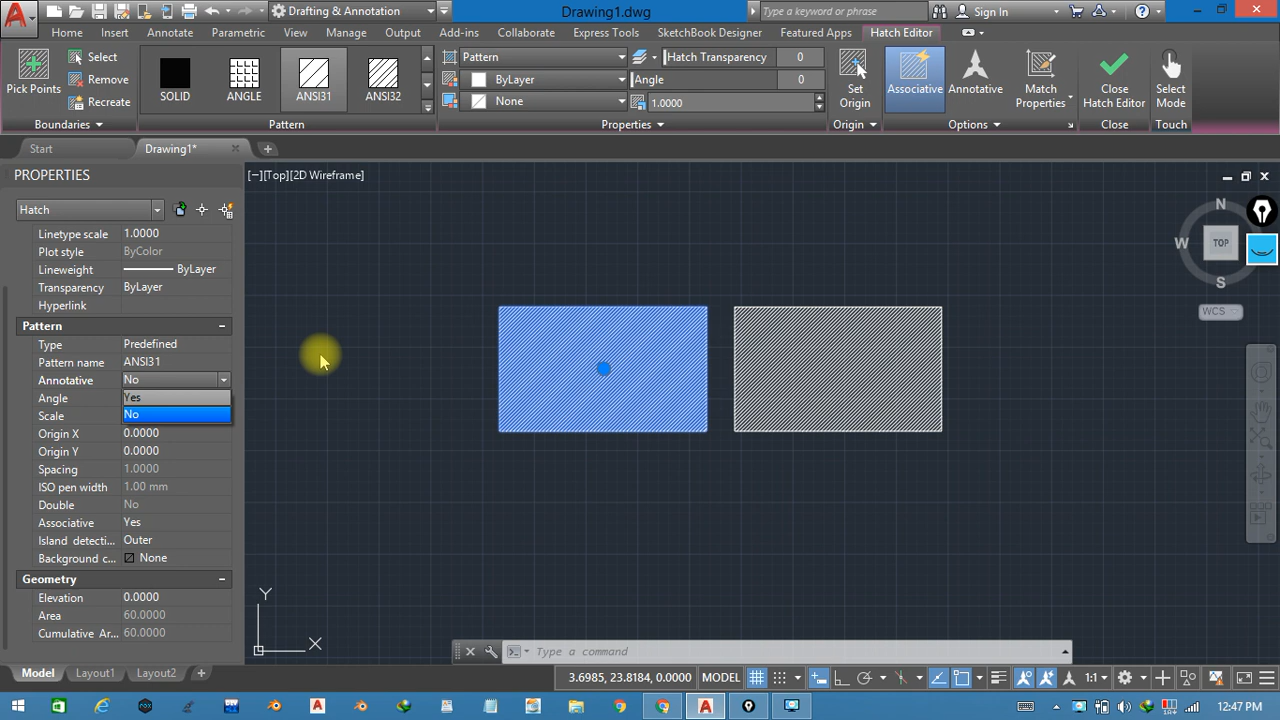 Drafting & Annotation
Drawing1.dwg
Type a keyword or phrase
Sign In
Home Insert Annotate Parametric View Manage Output Add-ins Collaborate Express Tools SketchBook Designer Featured Apps Hatch Editor
Pick Points
Select
Remove
Recreate
Boundaries
SOLID ANGLE ANSI31 ANSI32
Pattern
Pattern
ByLayer
None
Hatch Transparency 0
Angle 0
1.0000
Properties
Set Origin
Origin
Associative
Annotative
Match Properties
Options
Close Hatch Editor
Close
Select Mode
Touch
Start Drawing1*
PROPERTIES
[−][Top][2D Wireframe]
Hatch
Linetype scale 1.0000
Plot style ByColor
Lineweight ByLayer
Transparency ByLayer
Hyperlink
Pattern
Type Predefined
Pattern name ANSI31
Annotative No
Angle Yes
Scale No
Origin X 0.0000
Origin Y 0.0000
Spacing 1.0000
ISO pen width 1.00 mm
Double No
Associative Yes
Island detecti... Outer
Background c... None
Geometry
Elevation 0.0000
Area 60.0000
Cumulative Ar... 60.0000
N
W TOP
S
WCS
Y
X
Type a command
Model Layout1 Layout2
3.6985, 23.8184, 0.0000 MODEL 1:1
12:47 PM